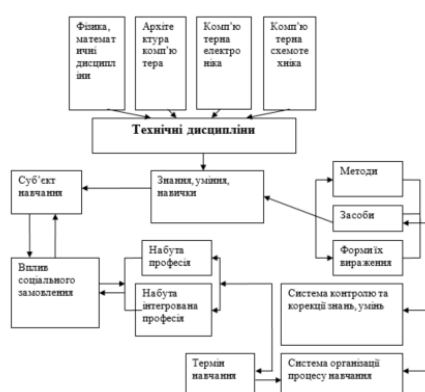 Фізика,
математ
ичні
дисципл
іни
Архіте
ктура
комп'ю
тера
Комп'ю
терна
електро
ніка
Комп'ю
терна
схемоте
хніка
Технічні дисципліни
Суб'єкт
навчання
Знання, уміння,
навички
Методи
Засоби
Форми їх
вираження
Вплив
соціального
замовлення
Набута
професія
Набута
інтегрована
професія
Система контролю та
корекції знань, умінь
Термін
навчання
Система організації
процесу навчання